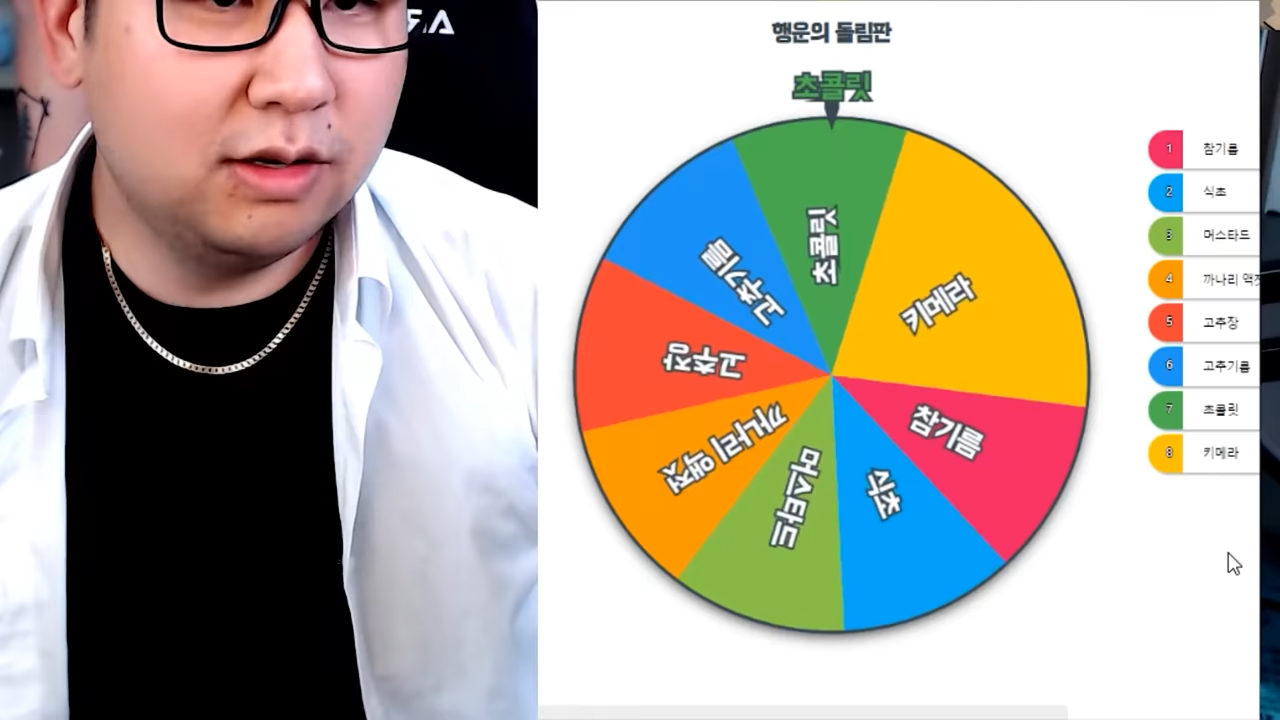 행운의 돌림판
초콜릿
초콜릿
키메라
참기름
식초
머스타드
까나리 액젓
고추장
고추기름
1 참기름
2 식초
3 머스타드
4 까나리 액젓
5 고추장
6 고추기름
7 초콜릿
8 키메라